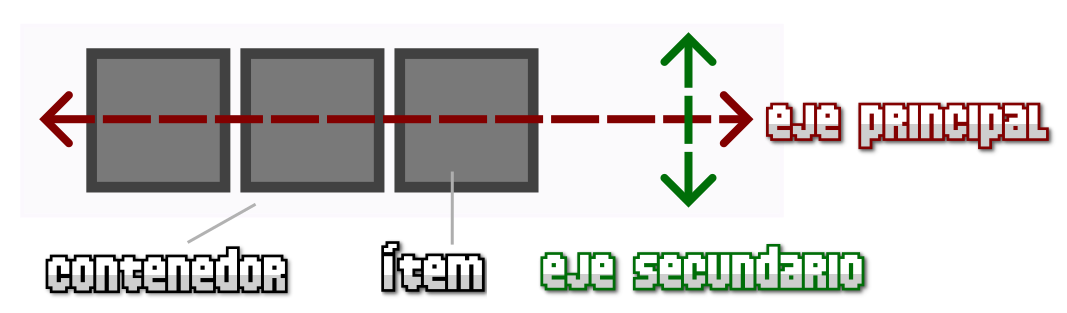 eje principal
contenedor
ítem
eje secundario